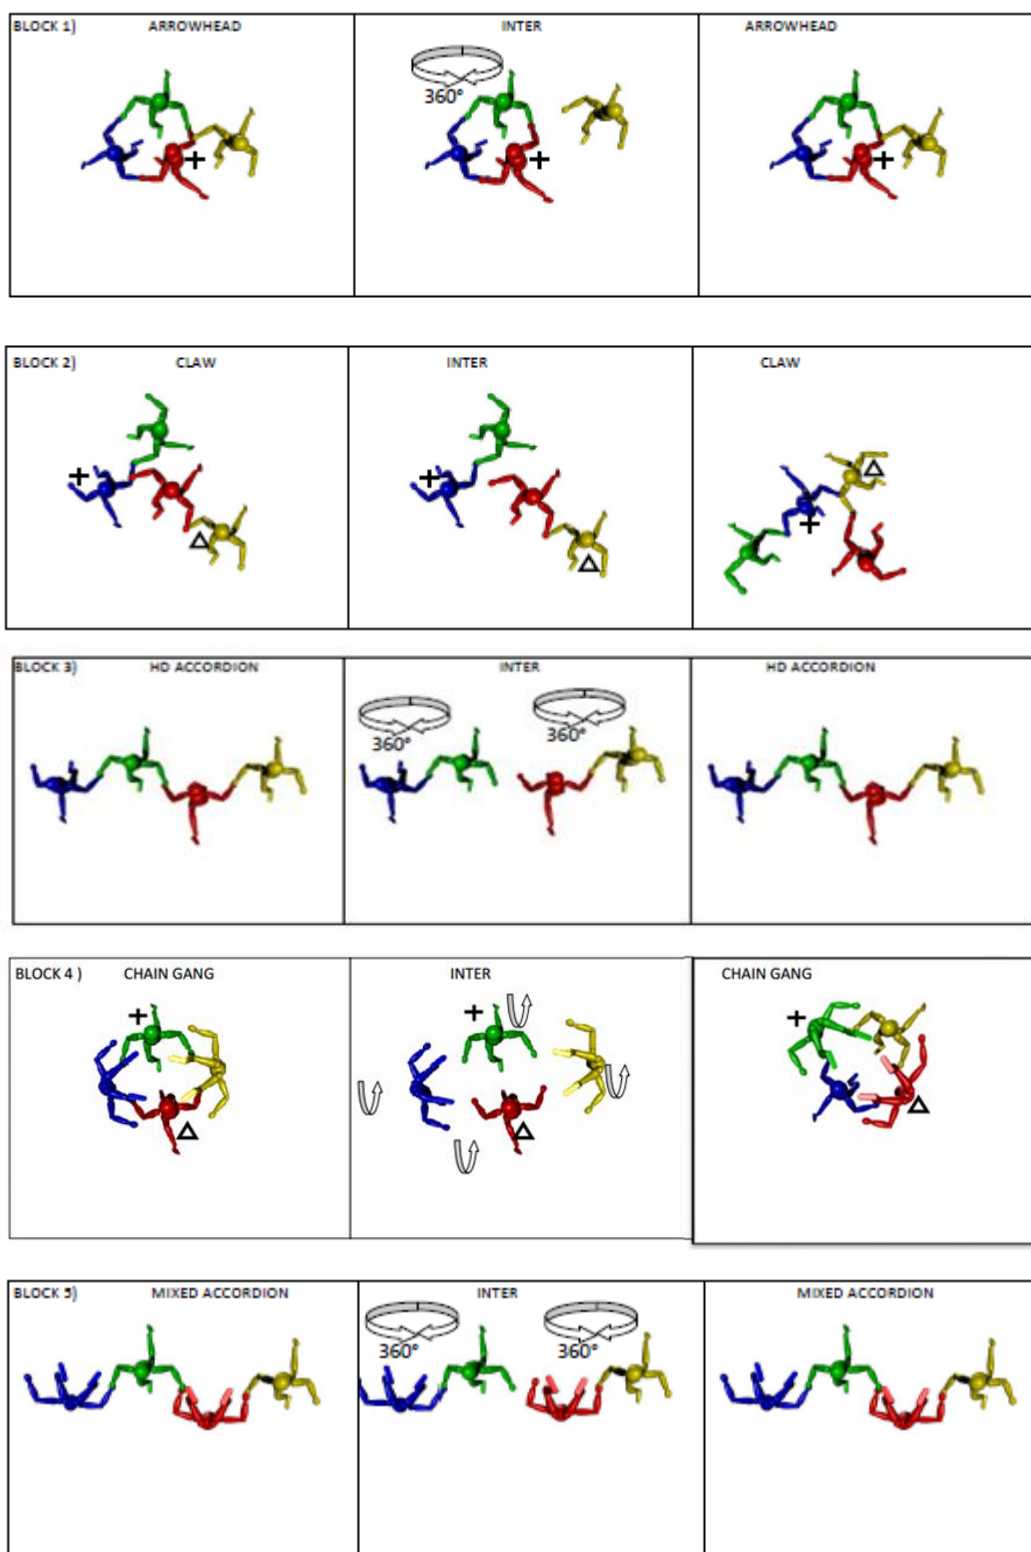 BLOCK 1) ARROWHEAD INTER ARROWHEAD
360°
BLOCK 2) CLAW INTER CLAW
BLOCK 3) HD ACCORDION INTER HD ACCORDION
360° 360°
BLOCK 4 ) CHAIN GANG INTER CHAIN GANG
BLOCK 5) MIXED ACCORDION INTER MIXED ACCORDION
360° 360°